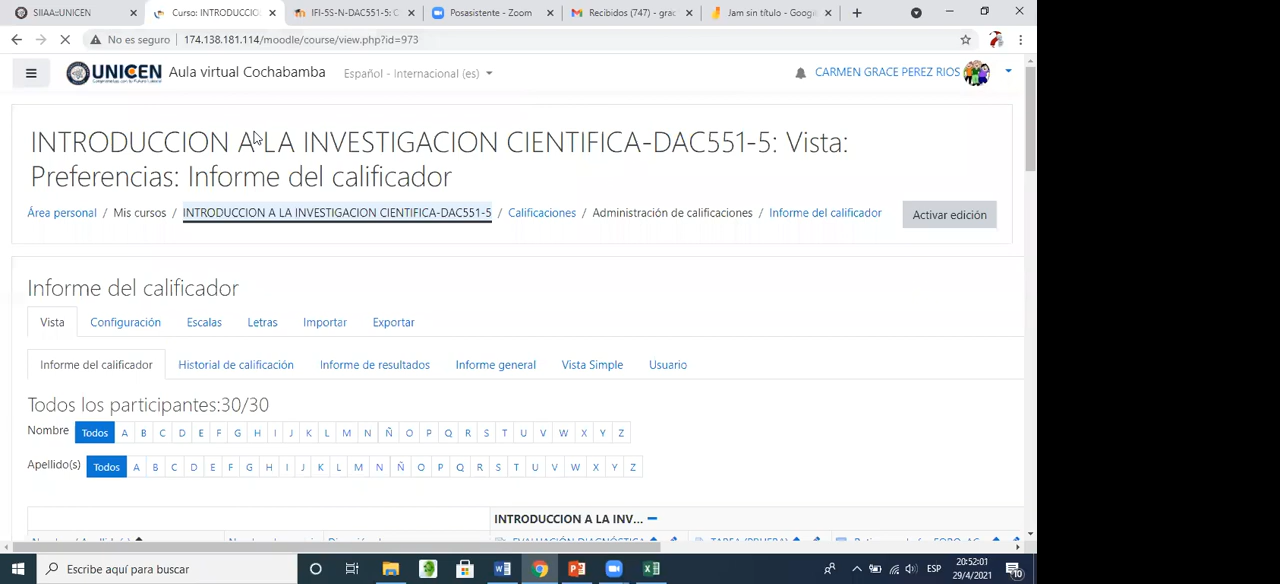 SIIAA::UNICEN
Curso: INTRODUCCIO
IFI-5S-N-DAC551-5: C
Posasistente - Zoom
Recibidos (747) - grac
Jam sin título - Googl
No es seguro
174.138.181.114/moodle/course/view.php?id=973
UNICEN
Aula virtual Cochabamba
Español - Internacional (es)
CARMEN GRACE PEREZ RIOS
INTRODUCCION A LA INVESTIGACION CIENTIFICA-DAC551-5: Vista:
Preferencias: Informe del calificador
Área personal / Mis cursos / INTRODUCCION A LA INVESTIGACION CIENTIFICA-DAC551-5 / Calificaciones / Administración de calificaciones / Informe del calificador
Activar edición
Informe del calificador
Vista Configuración Escalas Letras Importar Exportar
Informe del calificador Historial de calificación Informe de resultados Informe general Vista Simple Usuario
Todos los participantes:30/30
Nombre Todos A B C D E F G H I J K L M N Ñ O P Q R S T U V W X Y Z
Apellido(s) Todos A B C D E F G H I J K L M N Ñ O P Q R S T U V W X Y Z
INTRODUCCION A LA INV...
EVALUACIÓN DIAGNÓSTICA
TAREA (PRUEBA)
Escribe aquí para buscar
ESP
20:52:01
29/4/2021
10